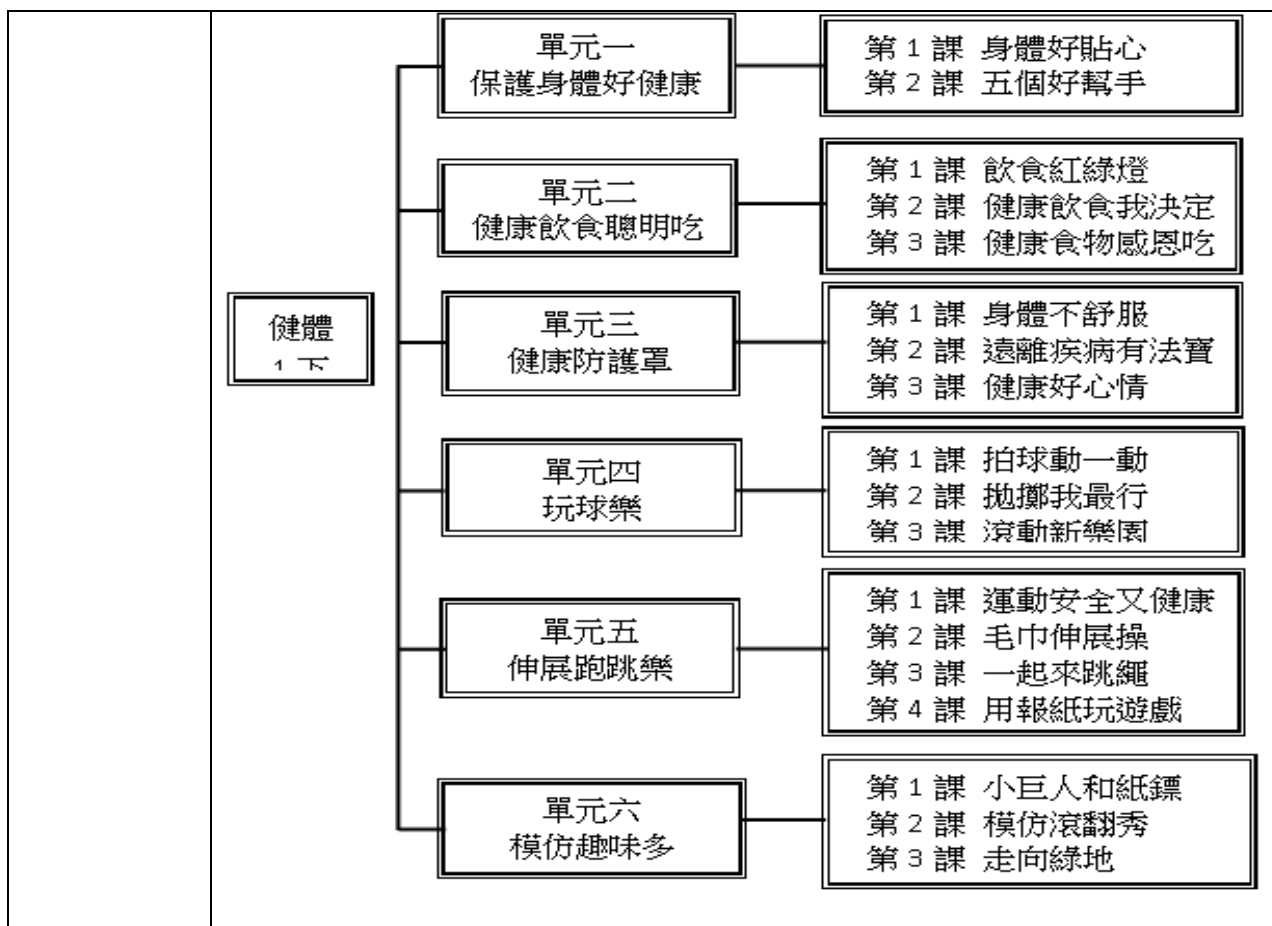 健體
1 下
單元一
保護身體好健康
第 1 課 身體好貼心
第 2 課 五個好幫手
單元二
健康飲食聰明吃
第 1 課 飲食紅綠燈
第 2 課 健康飲食我決定
第 3 課 健康食物感恩吃
單元三
健康防護罩
第 1 課 身體不舒服
第 2 課 遠離疾病有法寶
第 3 課 健康好心情
單元四
玩球樂
第 1 課 拍球動一動
第 2 課 拋擲我最行
第 3 課 滾動新樂園
單元五
伸展跑跳樂
第 1 課 運動安全又健康
第 2 課 毛巾伸展操
第 3 課 一起來跳繩
第 4 課 用報紙玩遊戲
單元六
模仿趣味多
第 1 課 小巨人和紙鏢
第 2 課 模仿滾翻秀
第 3 課 走向綠地